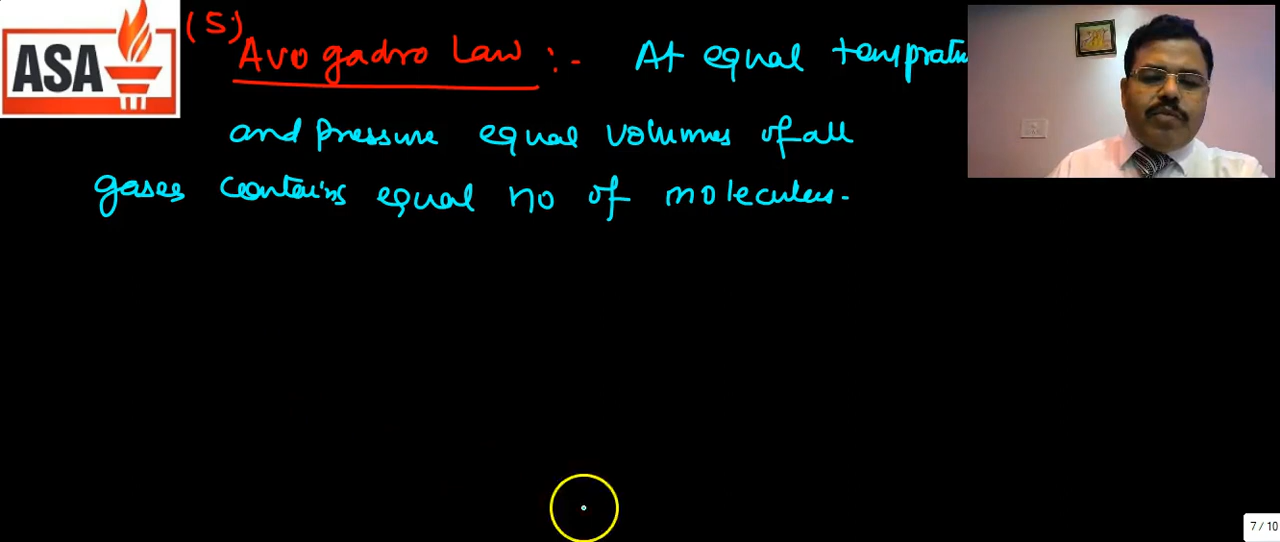 ASA
(5) Avogadro Law :- At equal tempratu
and pressure equal volumes of all
gases contains equal no of molecules.
7 / 10